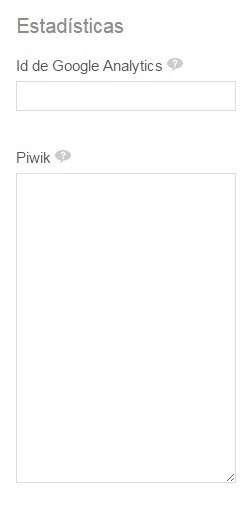 Estadísticas
Id de Google Analytics ?
Piwik ?